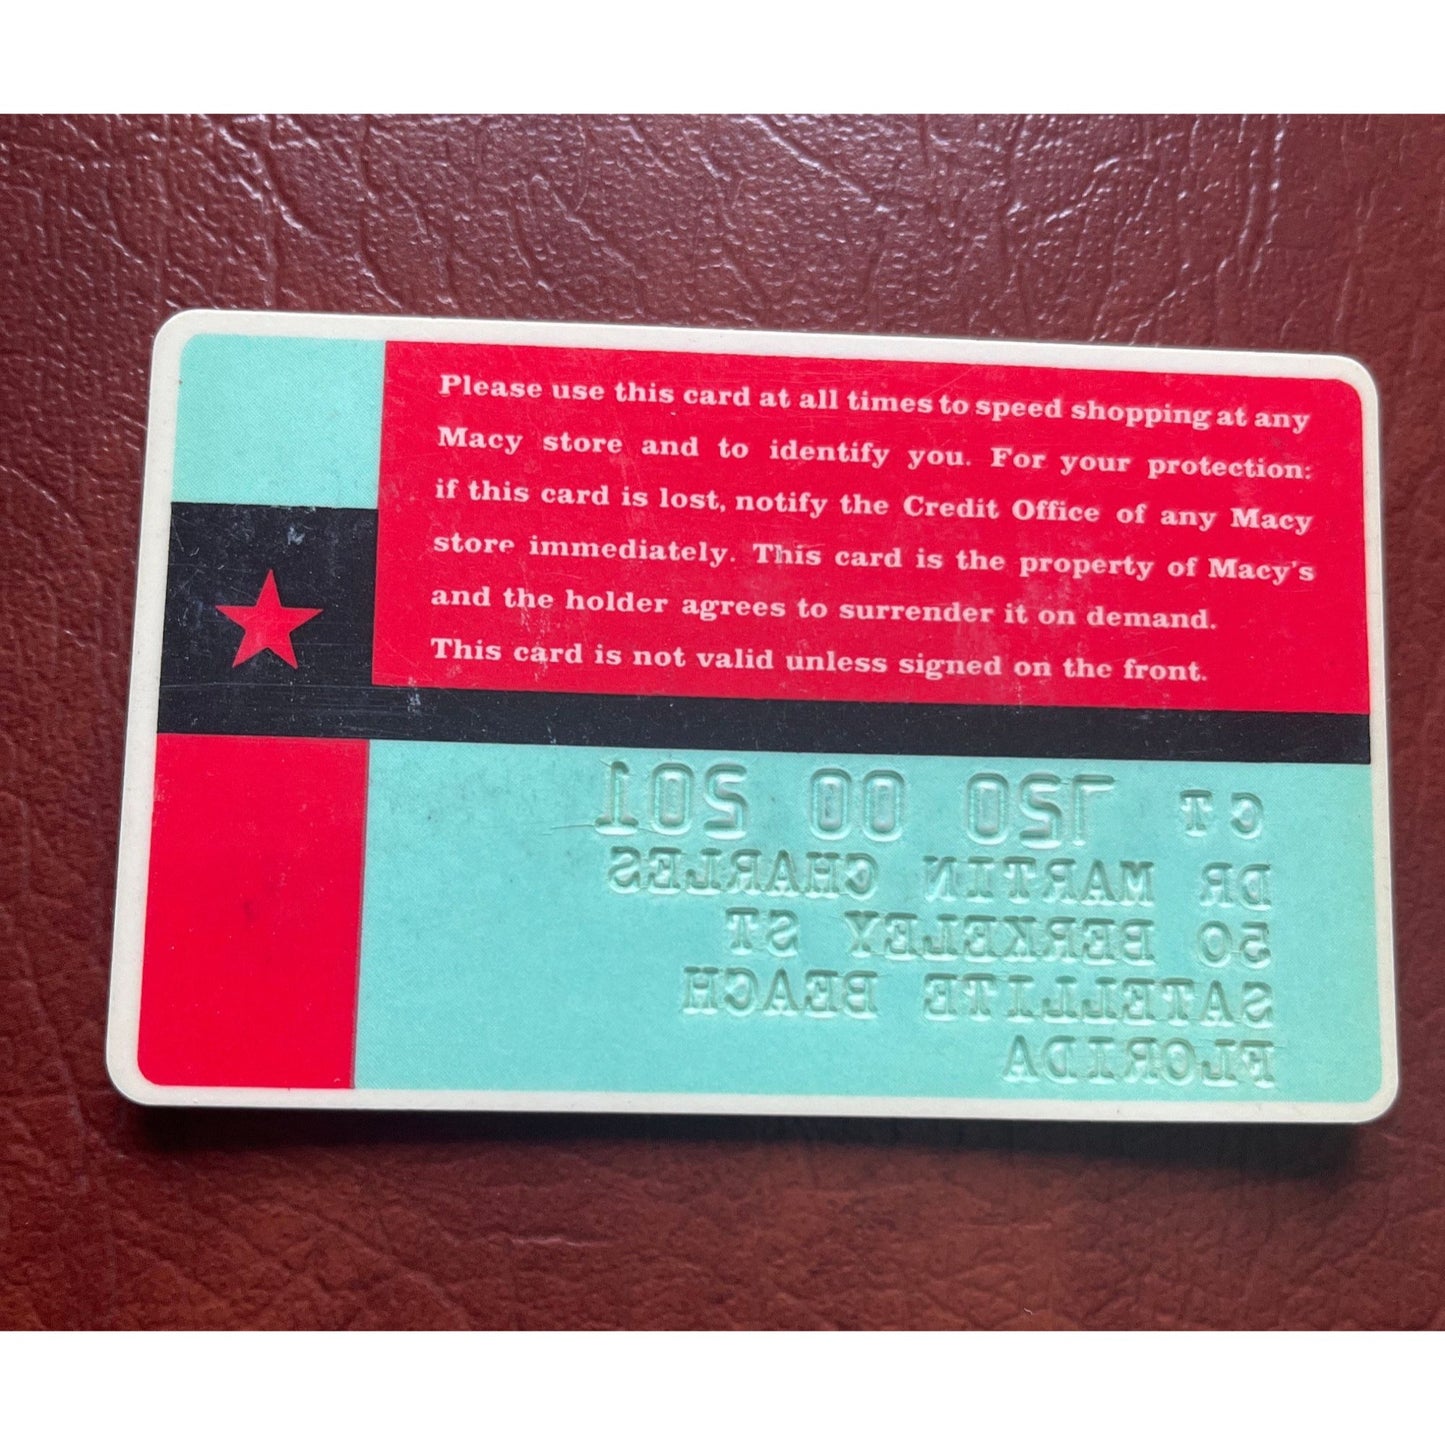 Please use this card at all times to speed shopping at any
Macy store and to identify you. For your protection:
if this card is lost, notify the Credit Office of any Macy
store immediately. This card is the property of Macy's
and the holder agrees to surrender it on demand.
This card is not valid unless signed on the front.
CT 720 00 201
DR MARTIN CHARLES
50 BERKELEY ST
SATELLITE BEACH
FLORIDA